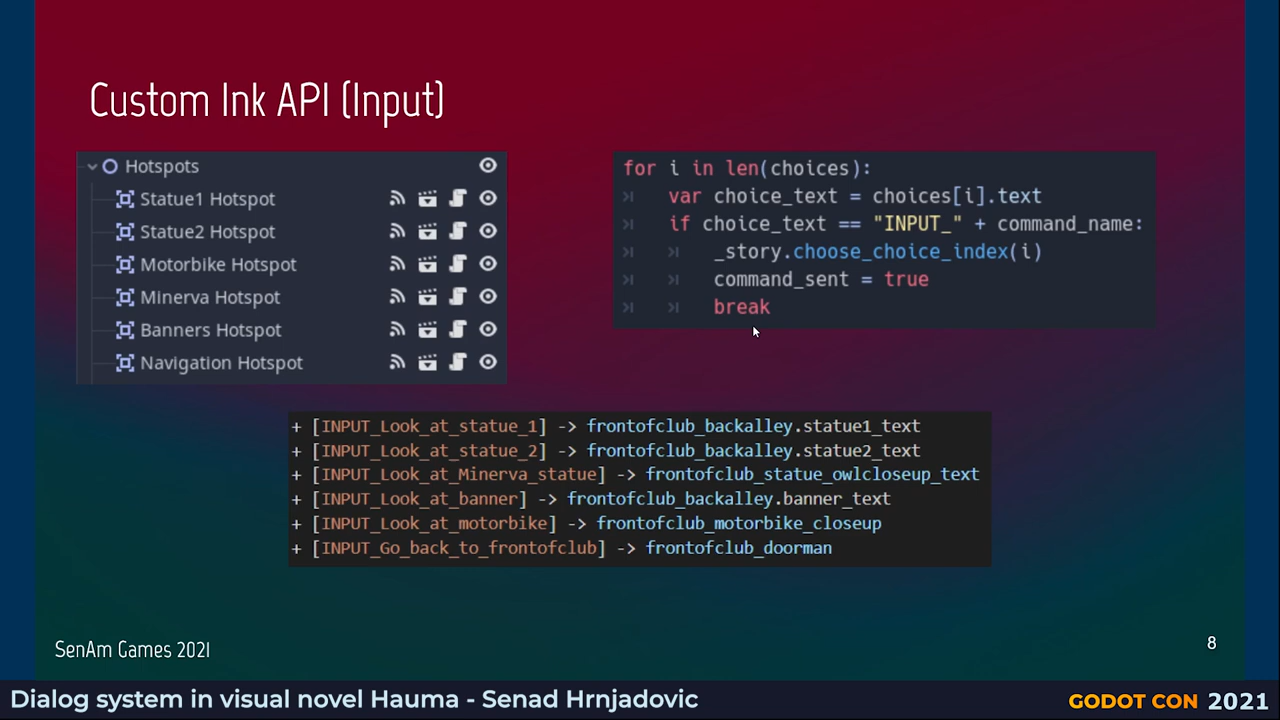 Custom Ink API (Input)
Hotspots
Statue1 Hotspot
Statue2 Hotspot
Motorbike Hotspot
Minerva Hotspot
Banners Hotspot
Navigation Hotspot
for i in len(choices):
var choice_text = choices[i].text
if choice_text == "INPUT_" + command_name:
_story.choose_choice_index(i)
command_sent = true
break
+ [INPUT_Look_at_statue_1] -> frontofclub_backalley.statue1_text
+ [INPUT_Look_at_statue_2] -> frontofclub_backalley.statue2_text
+ [INPUT_Look_at_Minerva_statue] -> frontofclub_statue_owlcloseup_text
+ [INPUT_Look_at_banner] -> frontofclub_backalley.banner_text
+ [INPUT_Look_at_motorbike] -> frontofclub_motorbike_closeup
+ [INPUT_Go_back_to_frontofclub] -> frontofclub_doorman
SenAm Games 2021
8
Dialog system in visual novel Hauma - Senad Hrnjadovic
GODOT CON 2021